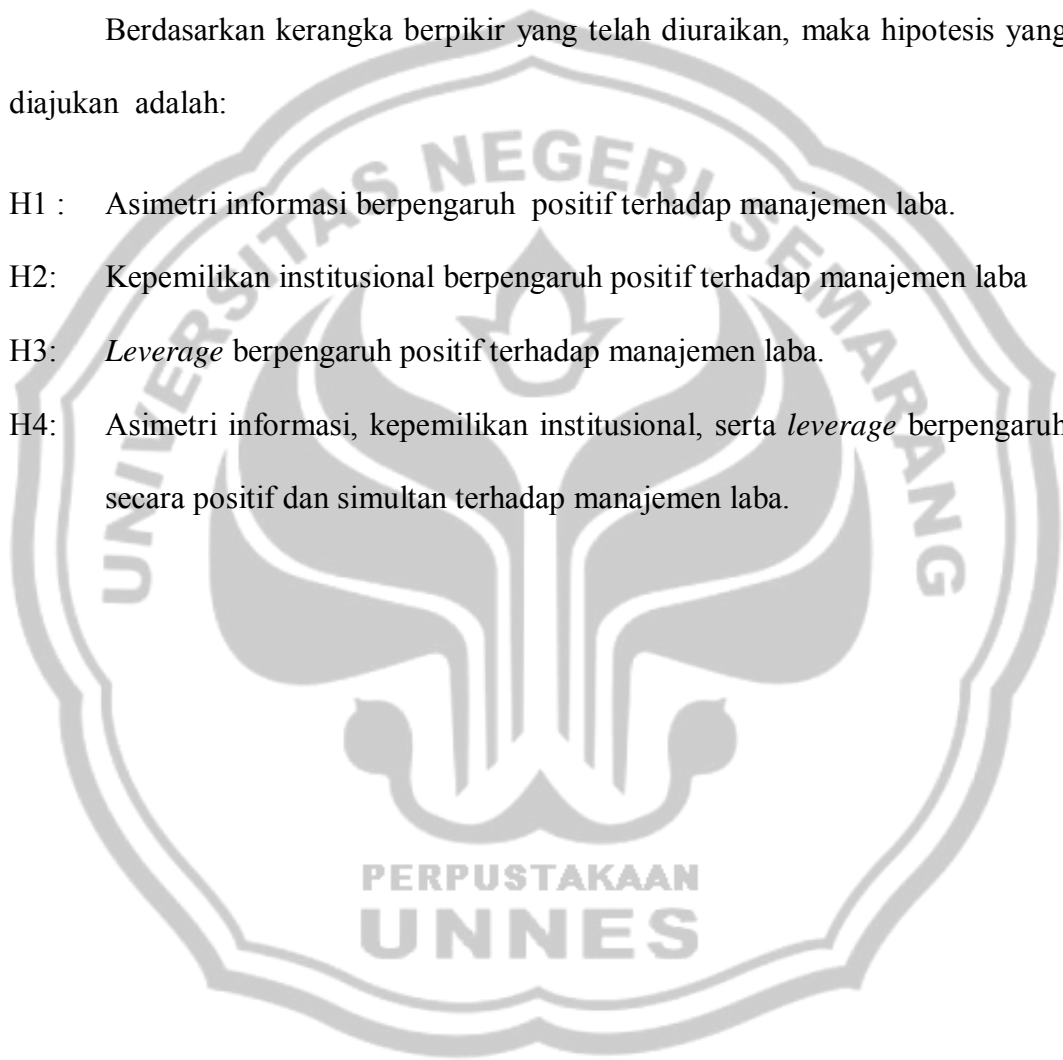 Berdasarkan kerangka berpikir yang telah diuraikan, maka hipotesis yang
diajukan adalah:
H1 : Asimetri informasi berpengaruh positif terhadap manajemen laba.
H2: Kepemilikan institusional berpengaruh positif terhadap manajemen laba
H3: Leverage berpengaruh positif terhadap manajemen laba.
H4: Asimetri informasi, kepemilikan institusional, serta leverage berpengaruh
secara positif dan simultan terhadap manajemen laba.
UNIVERSITAS NEGERI SEMARANG
PERPUSTAKAAN
UNNES